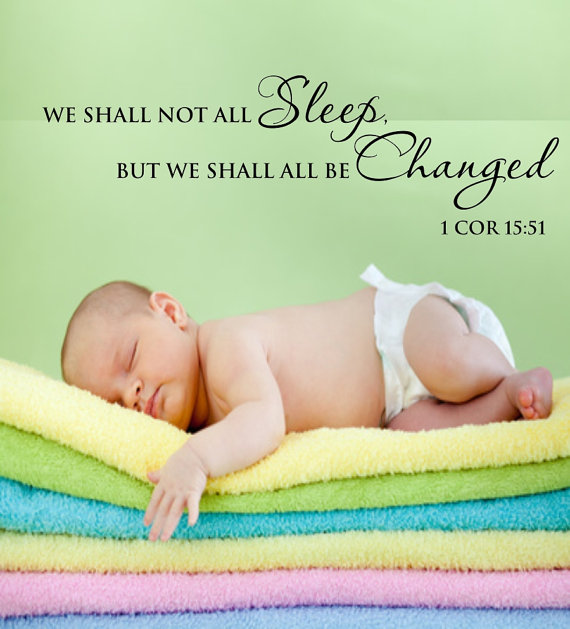 WE SHALL NOT ALL Sleep,
BUT WE SHALL ALL BE Changed
1 COR 15:51